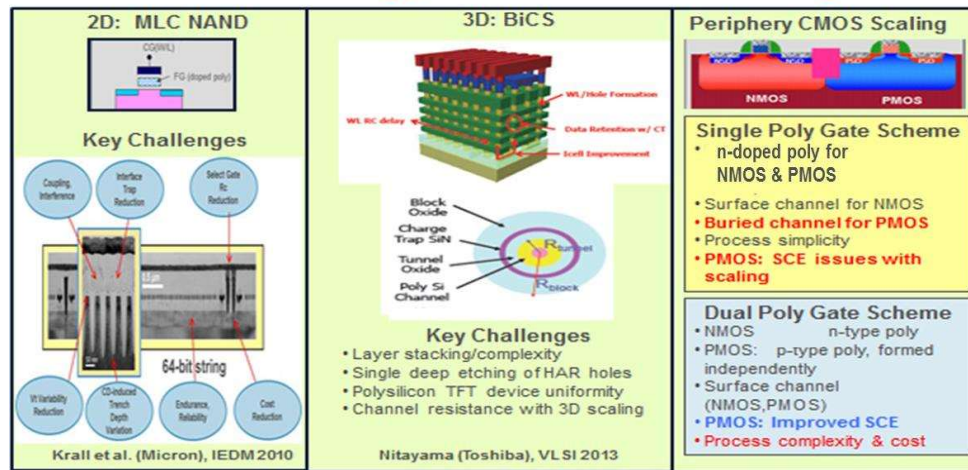 2D: MLC NAND
CG(W/L)
FG (doped poly)
Key Challenges
Coupling,
Interference
Interface
Trap
Reduction
Select Gate
Rc
Reduction
64-bit string
Vt Variability
Reduction
CD-induced
Trench
Depth
Variation
Endurance,
Reliability
Cost
Reduction
Krall et al. (Micron), IEDM 2010
3D: BiCS
WL/Hole Formation
WL RC delay
Data Retention w/ CT
Icell Improvement
Block
Oxide
Charge
Trap SiN
Tunnel
Oxide
Poly Si
Channel
Rtunnel
Rblock
Key Challenges
• Layer stacking/complexity
• Single deep etching of HAR holes
• Polysilicon TFT device uniformity
• Channel resistance with 3D scaling
Nitayama (Toshiba), VLSI 2013
Periphery CMOS Scaling
NSD NSD PSD PSD
NMOS PMOS
Single Poly Gate Scheme
• n-doped poly for
NMOS & PMOS
• Surface channel for NMOS
• Buried channel for PMOS
• Process simplicity
• PMOS: SCE issues with
scaling
Dual Poly Gate Scheme
• NMOS n-type poly
• PMOS: p-type poly, formed
independently
• Surface channel
(NMOS,PMOS)
• PMOS: Improved SCE
• Process complexity & cost